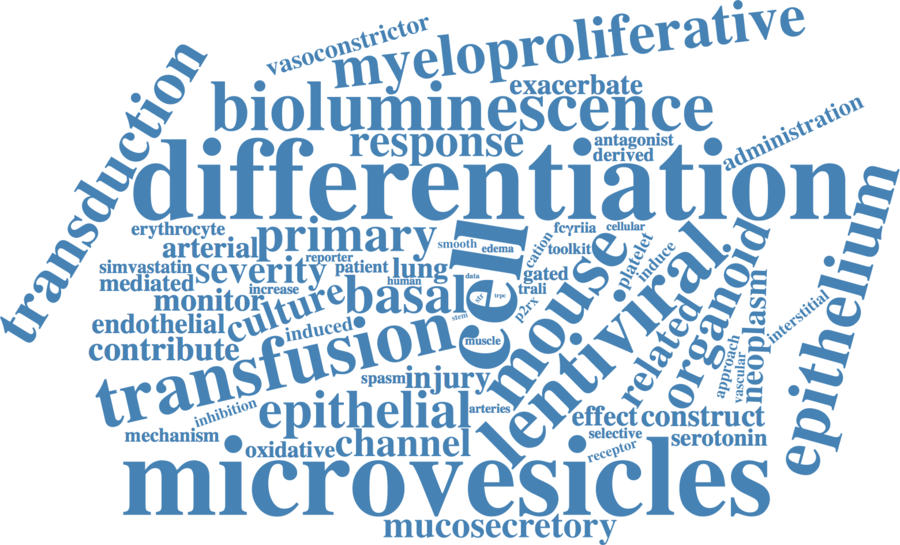 vasoconstrictor
myeloproliferative
transduction
exacerbate
bioluminescence
administration
response
antagonist
derived
differentiation
epithelium
erythrocyte
primary
cell
smooth
edema
cation
fcγriia
cellular
toolkit
mouse
platelet
induce
lentiviral
organoid
arterial
reporter
simvastatin
severity
patient
lung
human
data
gated
trali
mediated
increase
basal
str
trpc
p2rx
monitor
culture
neoplasm
interstitial
endothelial
induced
stem
muscle
related
approach
vascular
contribute
transfusion
spasm
injury
inhibition
epithelial
arteries
effect
construct
mechanism
oxidative
channel
selective
receptor
serotonin
microvesicles
mucosecretory